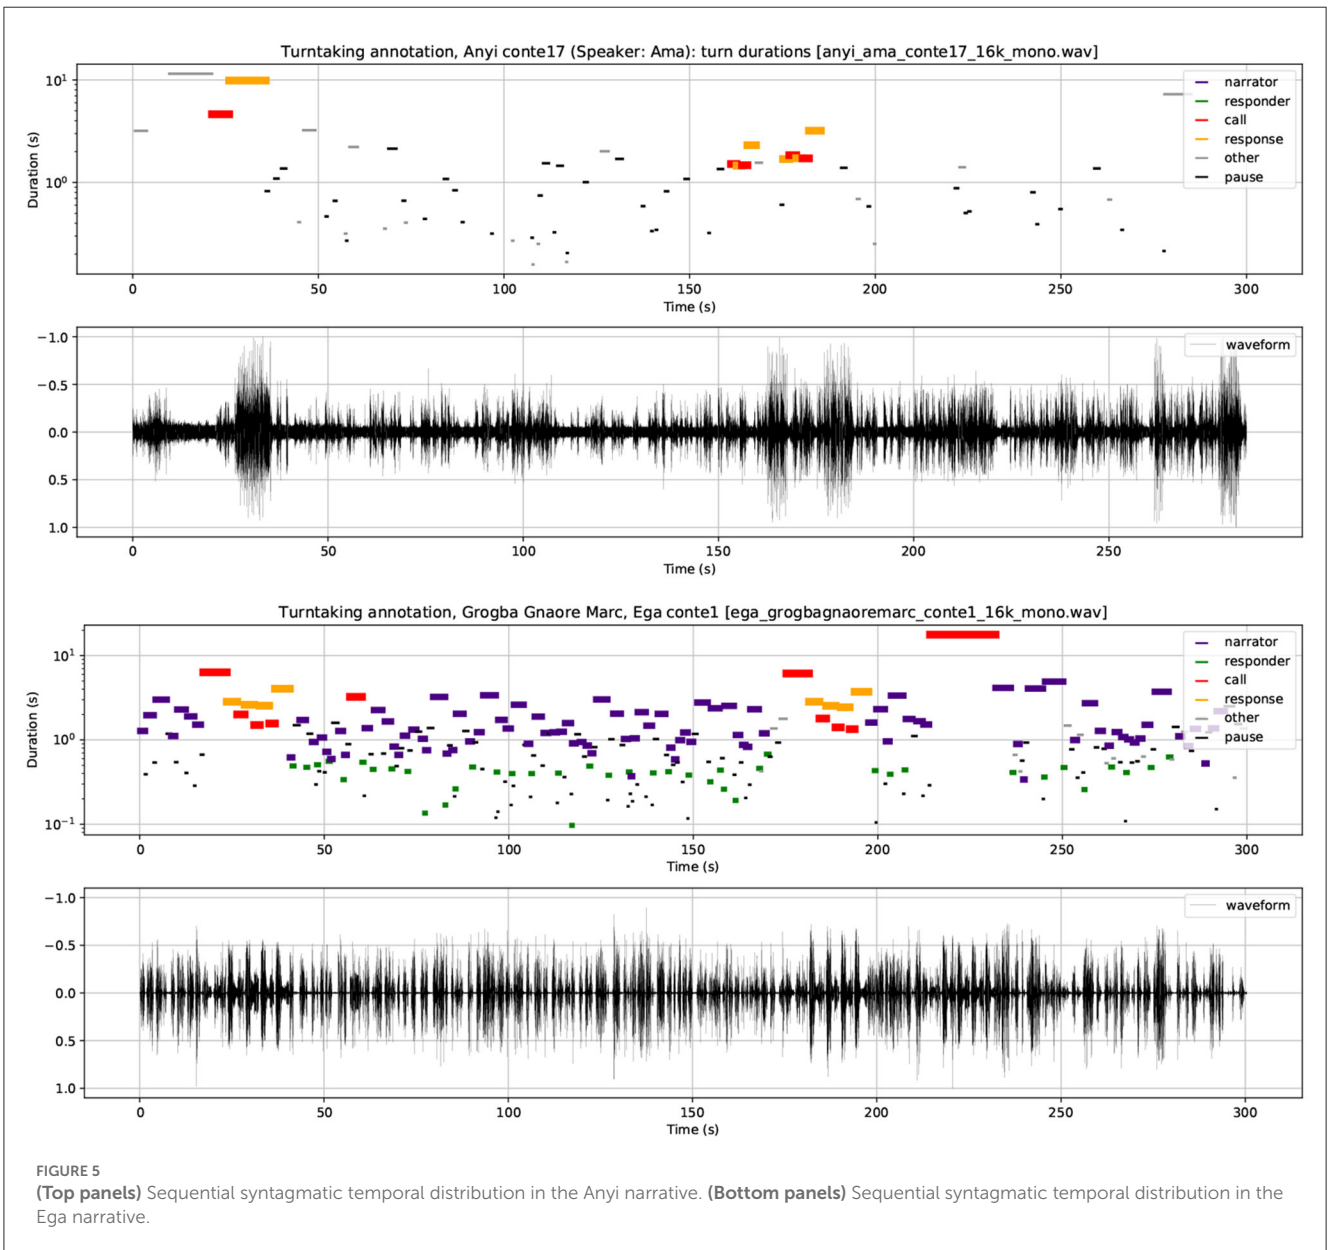 Turntaking annotation, Anyi conte17 (Speaker: Ama): turn durations [anyi_ama_conte17_16k_mono.wav]
Duration (s)
10¹
10⁰
narrator
responder
call
response
other
pause
0 50 100 150 200 250 300
Time (s)
−1.0
−0.5
0.0
0.5
1.0
waveform
0 50 100 150 200 250
Time (s)
Turntaking annotation, Grogba Gnaore Marc, Ega conte1 [ega_grogbagnaoremarc_conte1_16k_mono.wav]
Duration (s)
10¹
10⁰
10⁻¹
narrator
responder
call
response
other
pause
0 50 100 150 200 250 300
Time (s)
−1.0
−0.5
0.0
0.5
1.0
waveform
0 50 100 150 200 250 300
Time (s)
FIGURE 5
(Top panels) Sequential syntagmatic temporal distribution in the Anyi narrative. (Bottom panels) Sequential syntagmatic temporal distribution in the
Ega narrative.